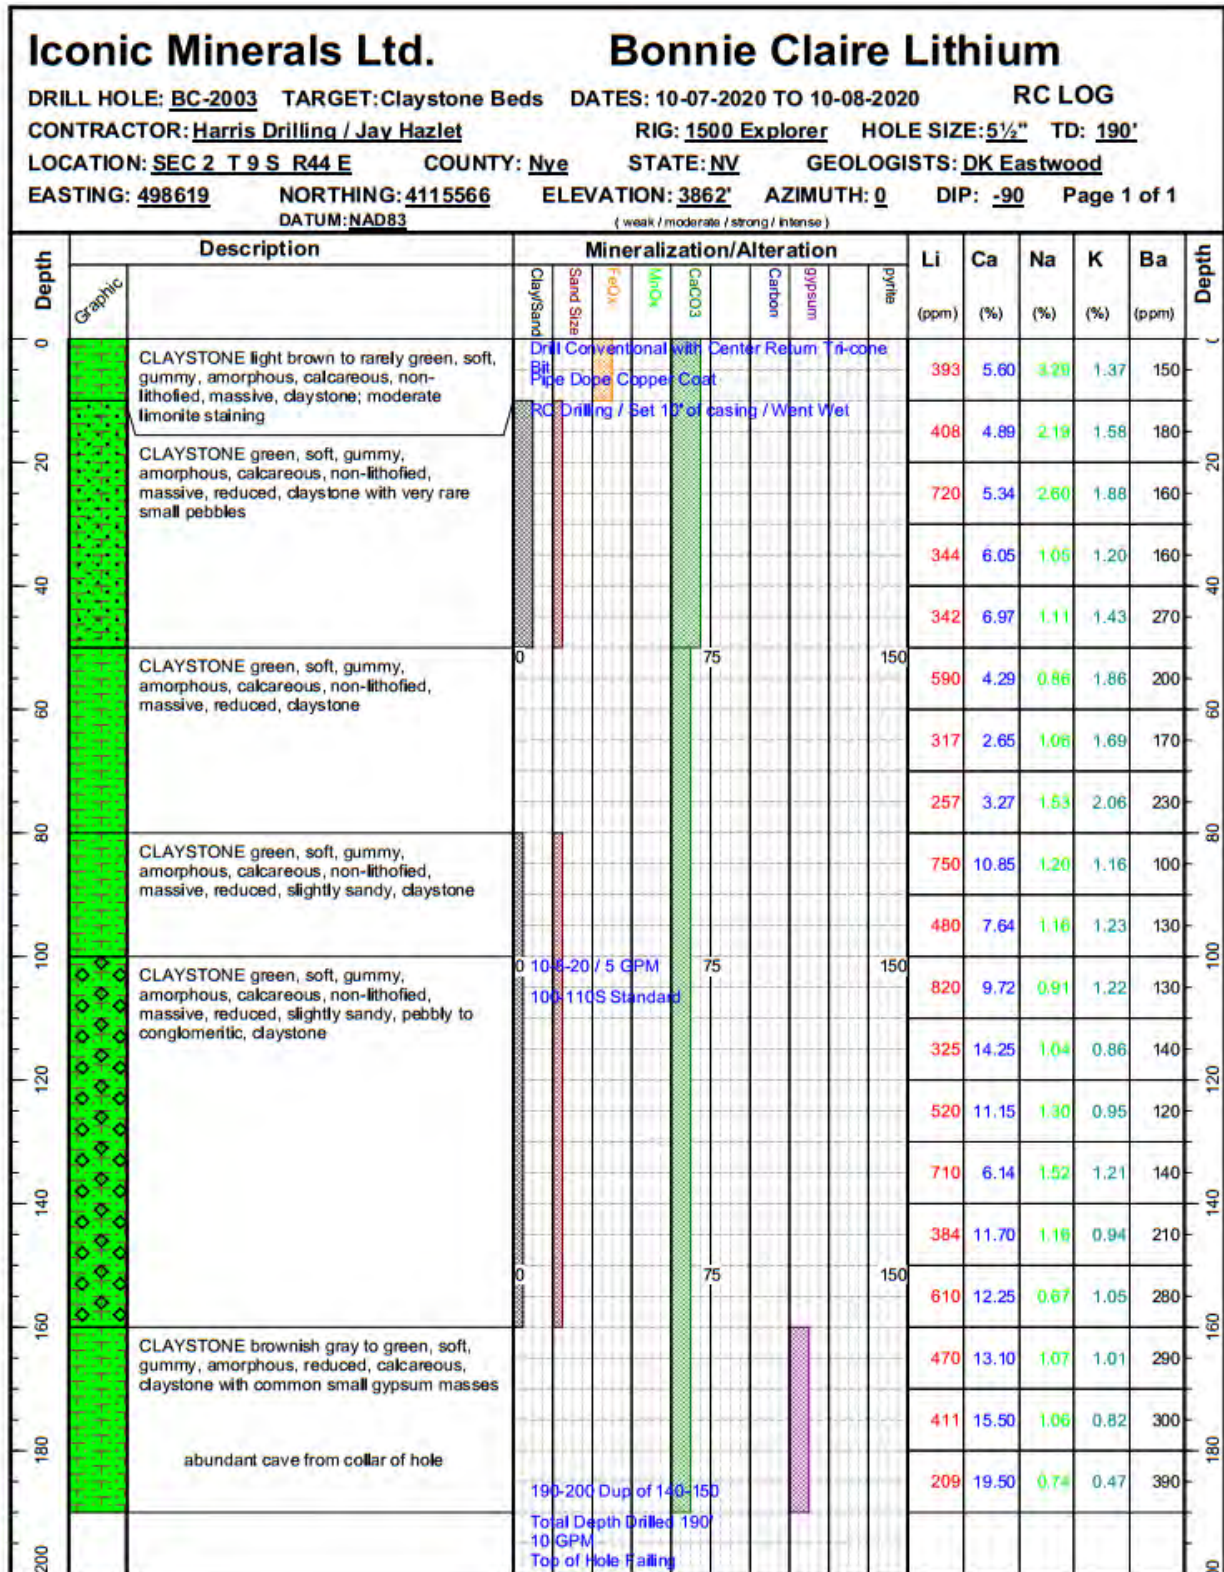 Iconic Minerals Ltd. Bonnie Claire Lithium
DRILL HOLE: BC-2003 TARGET:Claystone Beds DATES: 10-07-2020 TO 10-08-2020 RC LOG
CONTRACTOR: Harris Drilling / Jay Hazlet RIG: 1500 Explorer HOLE SIZE: 5½" TD: 190'
LOCATION: SEC 2 T 9 S R44 E COUNTY: Nye STATE: NV GEOLOGISTS: DK Eastwood
EASTING: 498619 NORTHING: 4115566 ELEVATION: 3862' AZIMUTH: 0 DIP: -90 Page 1 of 1
DATUM: NAD83 ( weak / moderate / strong / intense )
Depth Description Mineralization/Alteration Li Ca Na K Ba Depth
Graphic Clay/Sand Sand Size FeOx MnOx CaCO3 Carbon gypsum pyrite (ppm) (%) (%) (%) (ppm)
0
CLAYSTONE light brown to rarely green, soft,
gummy, amorphous, calcareous, non-
lithofied, massive, claystone; moderate
limonite staining
Drill Conventional with Center Return Tri-cone
Bit
Pipe Dope Copper Coat
RC Drilling / Set 10' of casing / Went Wet
393 5.60 3.29 1.37 150
408 4.89 2.19 1.58 180
CLAYSTONE green, soft, gummy,
amorphous, calcareous, non-lithofied,
massive, reduced, claystone with very rare
small pebbles
20 20
720 5.34 2.60 1.88 160
344 6.05 1.05 1.20 160
40 40
342 6.97 1.11 1.43 270
0 75 150
CLAYSTONE green, soft, gummy,
amorphous, calcareous, non-lithofied,
massive, reduced, claystone
590 4.29 0.86 1.86 200
60 60
317 2.65 1.06 1.69 170
257 3.27 1.53 2.06 230
80 80
CLAYSTONE green, soft, gummy,
amorphous, calcareous, non-lithofied,
massive, reduced, slightly sandy, claystone
750 10.85 1.20 1.16 100
480 7.64 1.16 1.23 130
100 0 75 150 100
10-8-20 / 5 GPM
100-110S Standard
CLAYSTONE green, soft, gummy,
amorphous, calcareous, non-lithofied,
massive, reduced, slightly sandy, pebbly to
conglomeritic, claystone
820 9.72 0.91 1.22 130
325 14.25 1.04 0.86 140
120 120
520 11.15 1.30 0.95 120
710 6.14 1.52 1.21 140
140 140
384 11.70 1.16 0.94 210
0 75 150
610 12.25 0.67 1.05 280
160 160
CLAYSTONE brownish gray to green, soft,
gummy, amorphous, reduced, calcareous,
claystone with common small gypsum masses
470 13.10 1.07 1.01 290
411 15.50 1.06 0.82 300
180 180
abundant cave from collar of hole
209 19.50 0.74 0.47 390
190-200 Dup of 140-150
Total Depth Drilled 190'
10 GPM
Top of Hole Failing
200